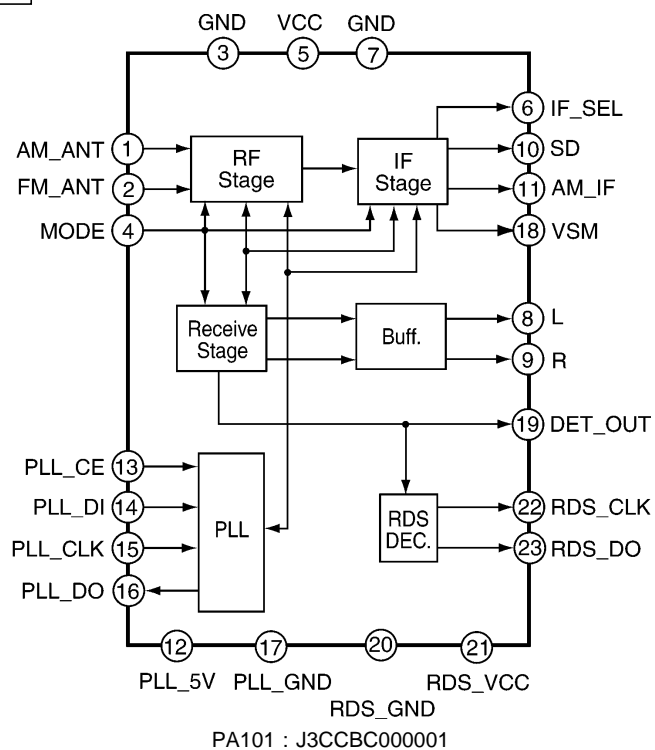 GND VCC GND
3 5 7
6 IF_SEL
AM_ANT 1
RF
Stage
IF
Stage
10 SD
FM_ANT 2
11 AM_IF
MODE 4
18 VSM
Receive
Stage
Buff.
8 L
9 R
19 DET_OUT
PLL_CE 13
PLL_DI 14
PLL
RDS
DEC.
22 RDS_CLK
PLL_CLK 15
23 RDS_DO
PLL_DO 16
12 17 20 21
PLL_5V PLL_GND RDS_VCC
RDS_GND
PA101 : J3CCBC000001